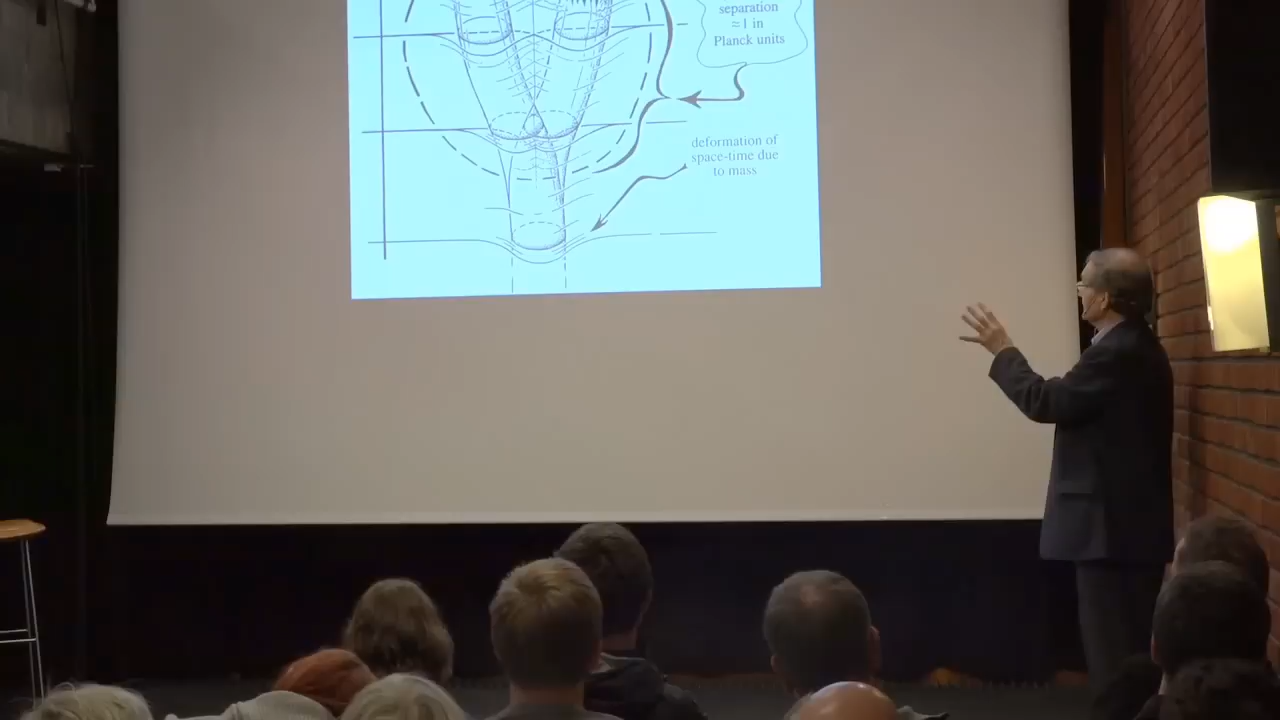 separation
≈1 in
Planck units
deformation of
space-time due
to mass